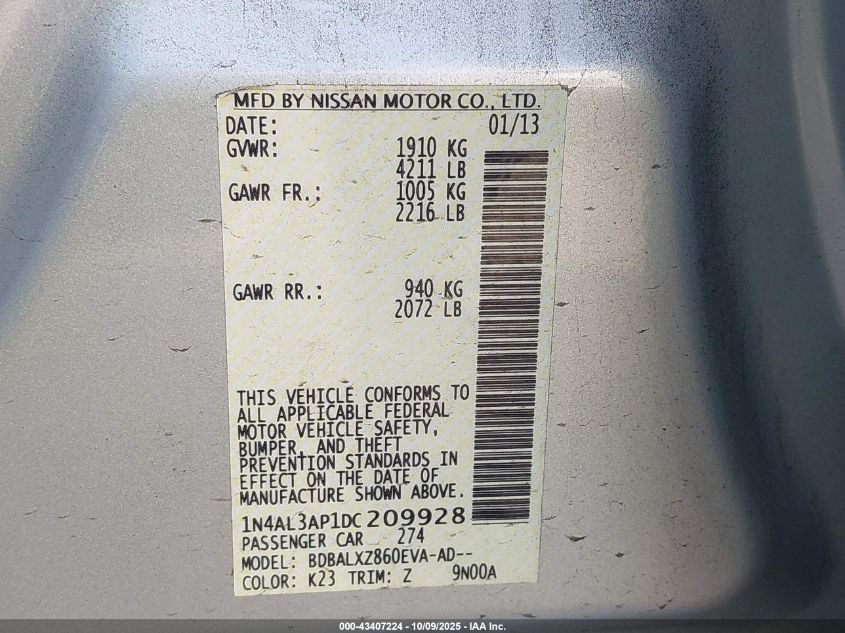 MFD BY NISSAN MOTOR CO., LTD.
DATE: 01/13
GVWR: 1910 KG
4211 LB
GAWR FR.: 1005 KG
2216 LB
GAWR RR.: 940 KG
2072 LB
THIS VEHICLE CONFORMS TO
ALL APPLICABLE FEDERAL
MOTOR VEHICLE SAFETY,
BUMPER, AND THEFT
PREVENTION STANDARDS IN
EFFECT ON THE DATE OF
MANUFACTURE SHOWN ABOVE.
1N4AL3AP1DC209928
PASSENGER CAR 274
MODEL: BDBALXZ860EVA-AD--
COLOR: K23 TRIM: Z 9N00A
000-43407224 - 10/09/2025 - IAA Inc.